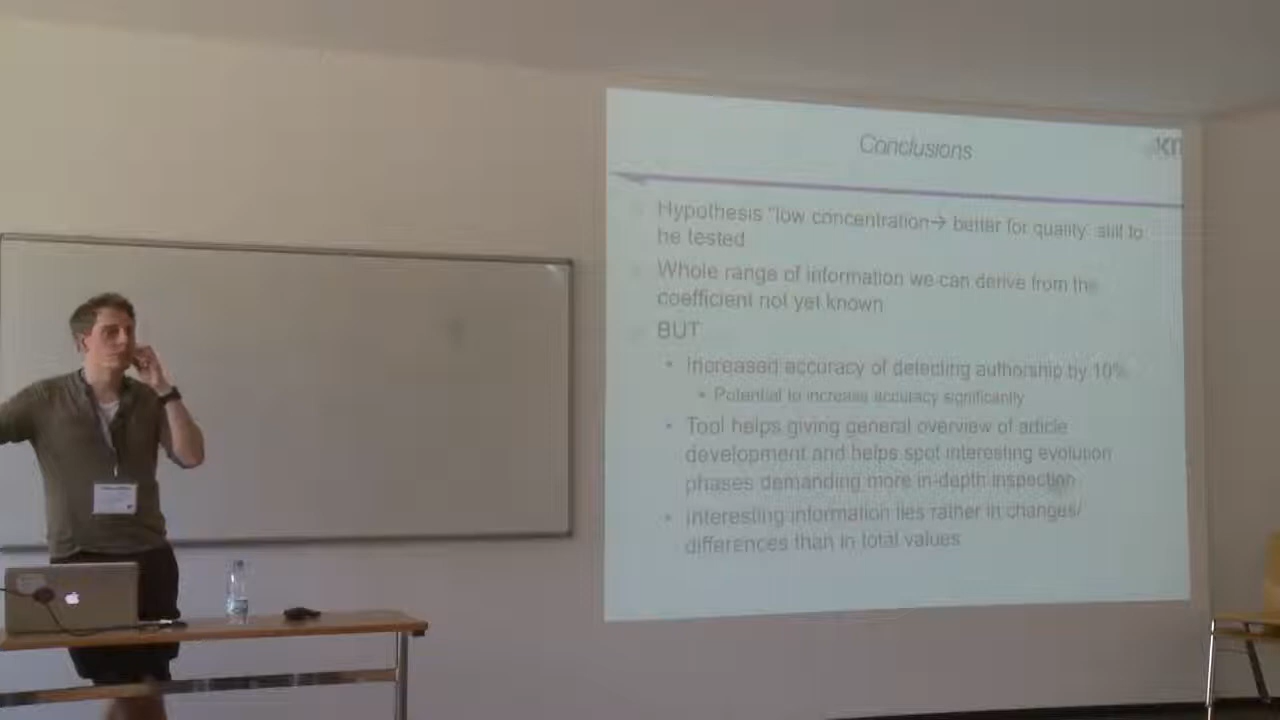 Conclusions
Hypothesis "low concentration→ better for quality" still to
be tested
Whole range of information we can derive from the
coefficient not yet known
BUT
• Increased accuracy of detecting authorship by 10%
• Potential to increase accuracy significantly
• Tool helps giving general overview of article
development and helps spot interesting evolution
phases demanding more in-depth inspection
• Interesting information lies rather in changes/
differences than in total values